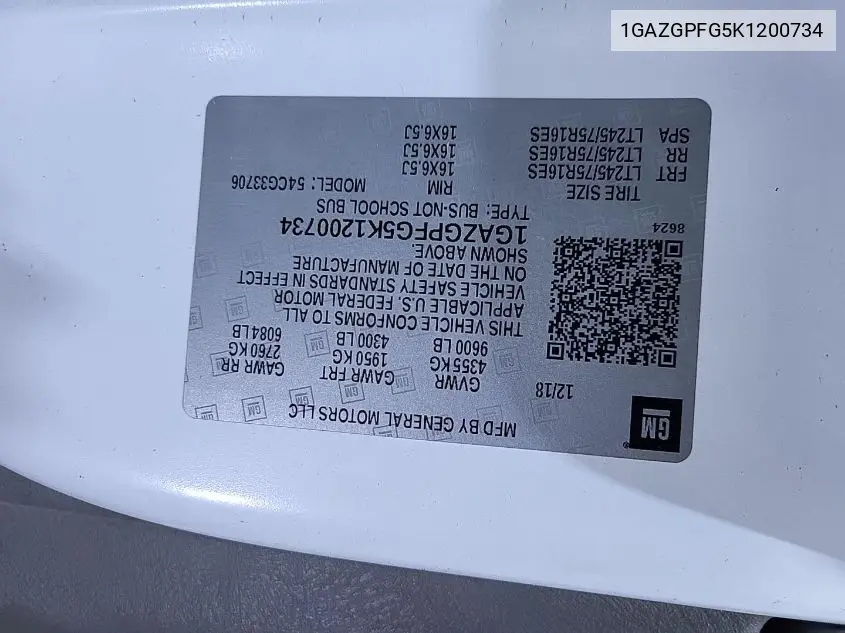 1GAZGPFG5K1200734
MFD BY GENERAL MOTORS LLC
GM
12/18
GVWR GAWR FRT GAWR RR
4355 KG 1950 KG 2760 KG
9600 LB 4300 LB 6084 LB
THIS VEHICLE CONFORMS TO ALL
APPLICABLE U.S. FEDERAL MOTOR
VEHICLE SAFETY STANDARDS IN EFFECT
ON THE DATE OF MANUFACTURE
SHOWN ABOVE.
1GAZGPFG5K1200734
8624
TYPE: BUS-NOT SCHOOL BUS
TIRE SIZE RIM MODEL: 54CG33706
FRT LT245/75R16ES 16X6.5J
RR LT245/75R16ES 16X6.5J
SPA LT245/75R16ES 16X6.5J